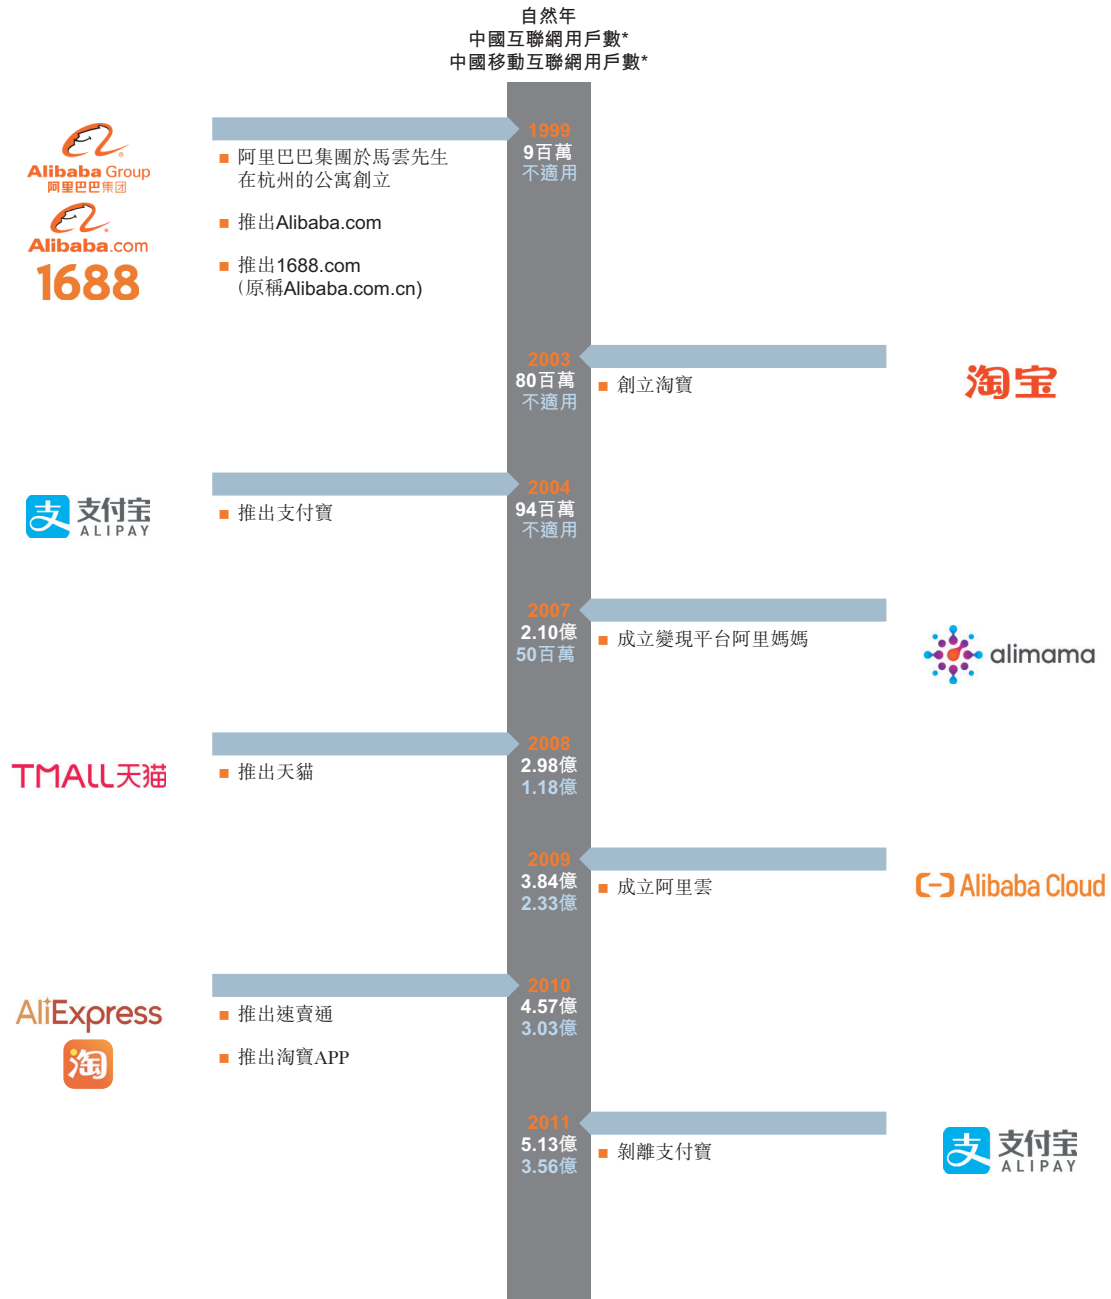 自然年
中國互聯網用戶數*
中國移動互聯網用戶數*
Alibaba Group
阿里巴巴集团
Alibaba.com
1688
■ 阿里巴巴集團於馬雲先生
在杭州的公寓創立
■ 推出Alibaba.com
■ 推出1688.com
(原稱Alibaba.com.cn)
1999
9百萬
不適用
2003
80百萬
不適用
■ 創立淘寶
淘宝
支 支付宝
ALIPAY
■ 推出支付寶
2004
94百萬
不適用
2007
2.10億
50百萬
■ 成立變現平台阿里媽媽
alimama
TMALL天猫
■ 推出天貓
2008
2.98億
1.18億
2009
3.84億
2.33億
■ 成立阿里雲
Alibaba Cloud
AliExpress
淘
■ 推出速賣通
■ 推出淘寶APP
2010
4.57億
3.03億
2011
5.13億
3.56億
■ 剝離支付寶
支 支付宝
ALIPAY